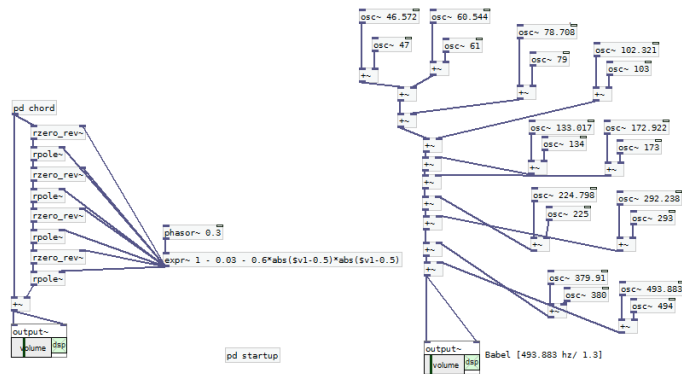 osc~ 46.572
osc~ 60.544
osc~ 47
osc~ 61
+~
+~
+~
osc~ 78.708
osc~ 79
+~
osc~ 102.321
osc~ 103
+~
+~
+~
+~
+~
+~
+~
+~
+~
osc~ 133.017
osc~ 134
+~
osc~ 172.922
osc~ 173
+~
osc~ 224.798
osc~ 225
+~
osc~ 292.238
osc~ 293
+~
osc~ 379.91
osc~ 380
+~
osc~ 493.883
osc~ 494
+~
output~
volume
dsp
Babel [493.883 hz/ 1.3]
pd chord
rzero_rev~
rpole~
rzero_rev~
rpole~
rzero_rev~
rpole~
rzero_rev~
rpole~
phasor~ 0.3
expr~ 1 - 0.03 - 0.6*abs($v1-0.5)*abs($v1-0.5)
+~
output~
volume
dsp
pd startup